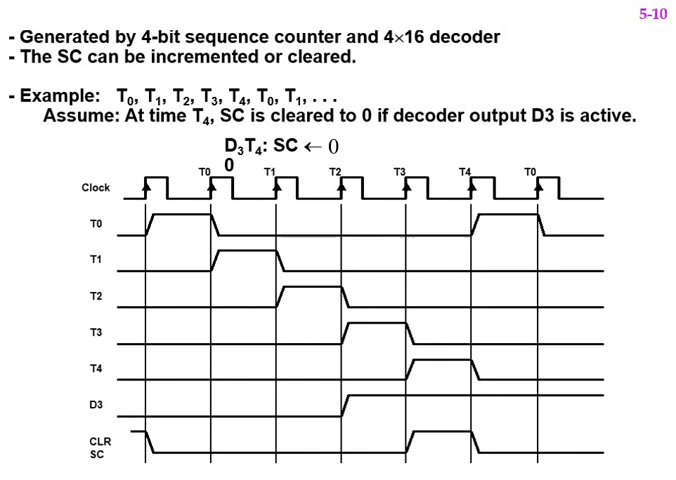 5-10
- Generated by 4-bit sequence counter and 4×16 decoder
- The SC can be incremented or cleared.
- Example: T₀, T₁, T₂, T₃, T₄, T₀, T₁, . . .
Assume: At time T₄, SC is cleared to 0 if decoder output D3 is active.
D₃T₄: SC ← 0
0
T0 T1 T2 T3 T4 T0
Clock
T0
T1
T2
T3
T4
D3
CLR
SC